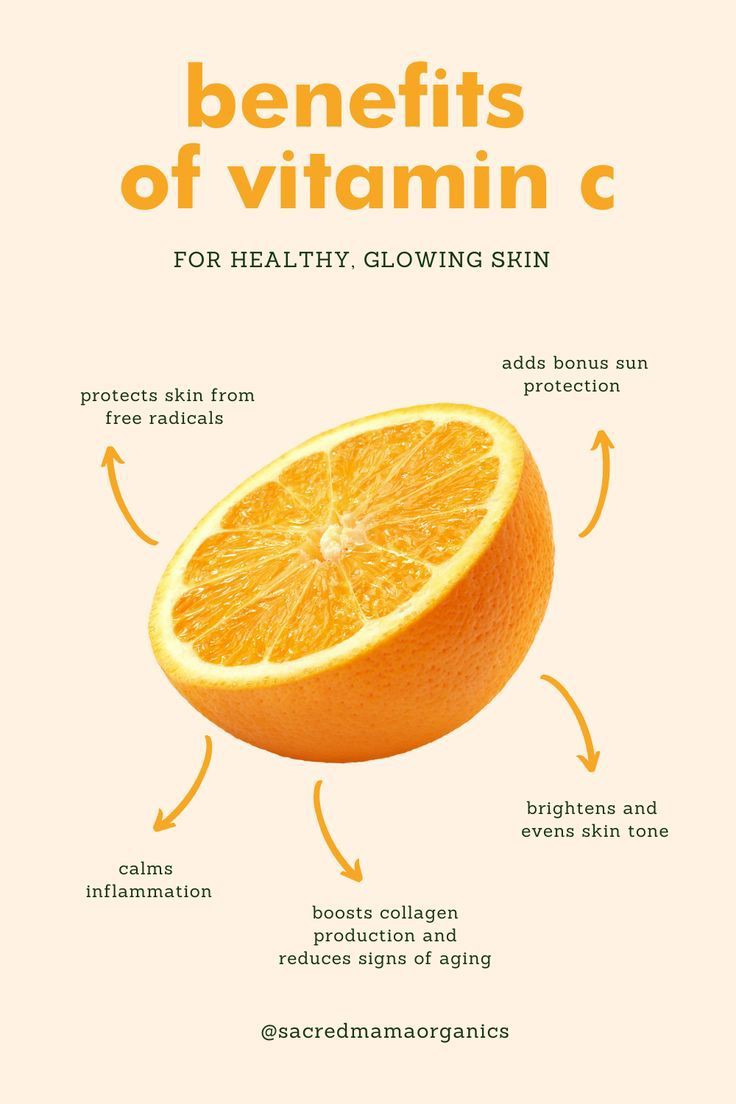 benefits
of vitamin c
FOR HEALTHY, GLOWING SKIN
adds bonus sun
protection
protects skin from
free radicals
brightens and
evens skin tone
calms
inflammation
boosts collagen
production and
reduces signs of aging
@sacredmamaorganics